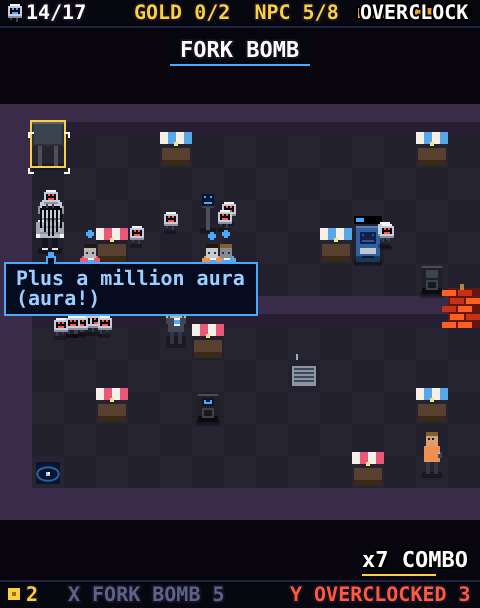 14/17 GOLD 0/2 NPC 5/8 OVERCLOCK
FORK BOMB
Plus a million aura
(aura!)
x7 COMBO
2 X FORK BOMB 5 Y OVERCLOCKED 3